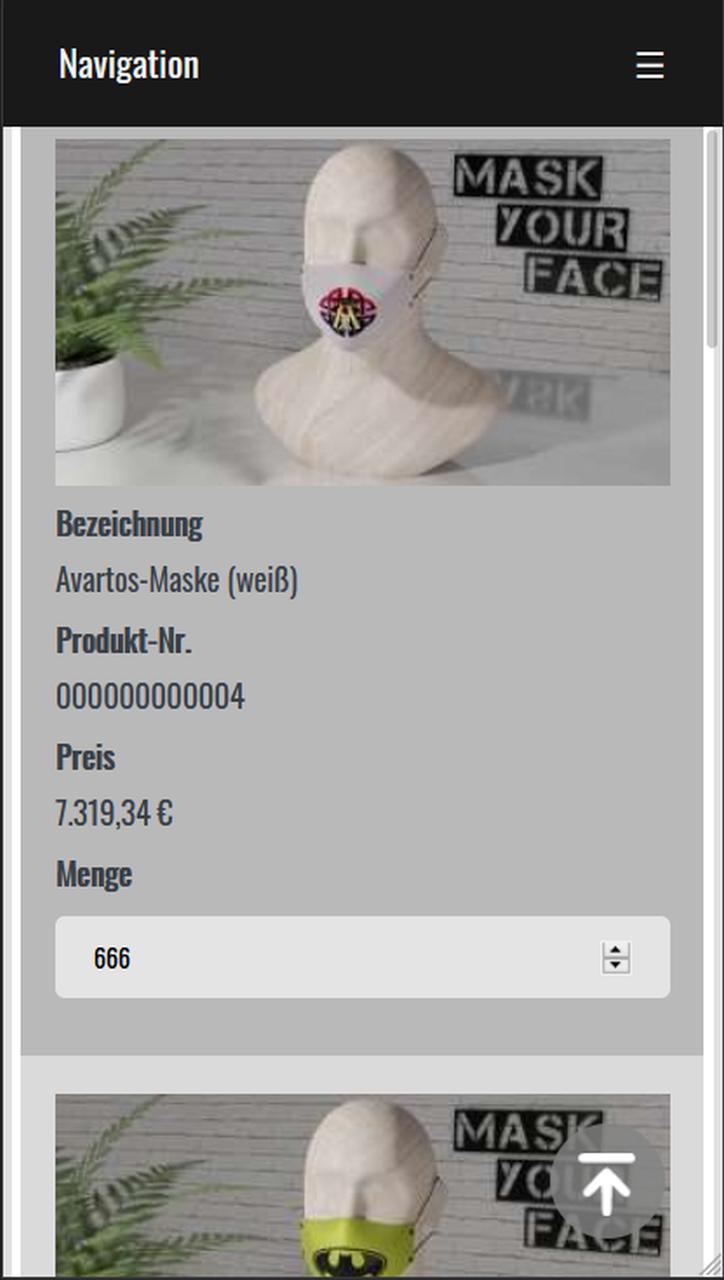 Navigation
MASK
YOUR
FACE
Bezeichnung
Avartos-Maske (weiß)
Produkt-Nr.
000000000004
Preis
7.319,34 €
Menge
666
MASK
YOUR
FACE